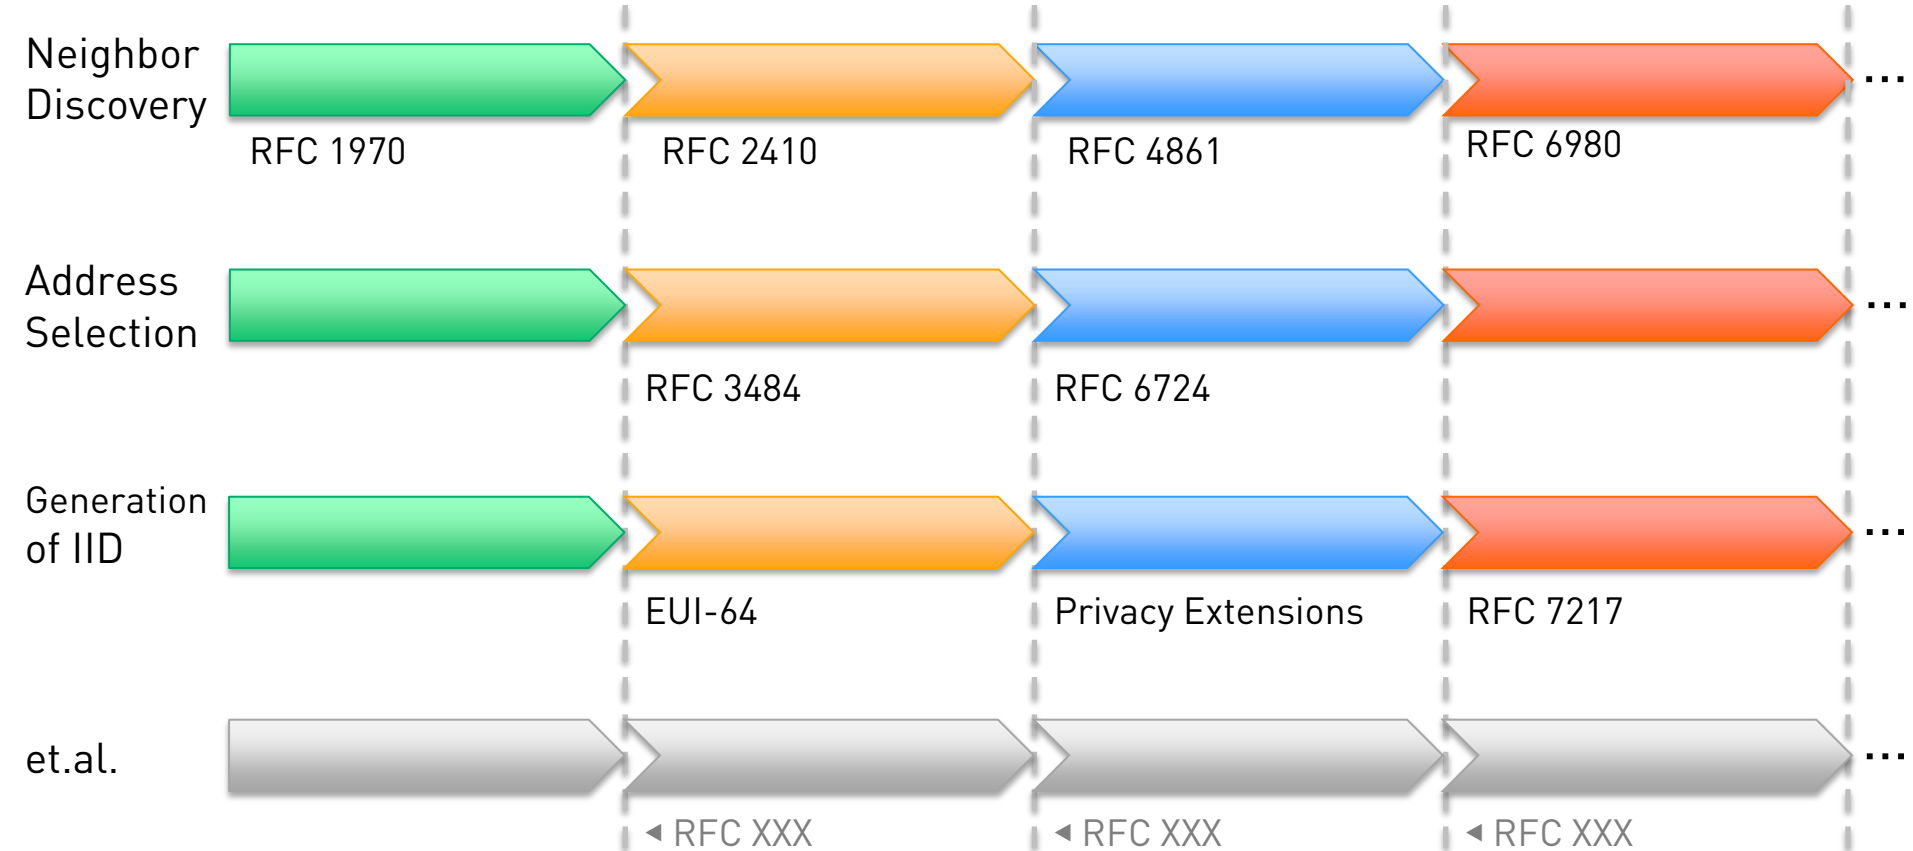 Neighbor
Discovery
...
RFC 1970
RFC 2410
RFC 4861
RFC 6980
Address
Selection
...
RFC 3484
RFC 6724
Generation
of IID
...
EUI-64
Privacy Extensions
RFC 7217
et.al.
...
◄ RFC XXX
◄ RFC XXX
◄ RFC XXX